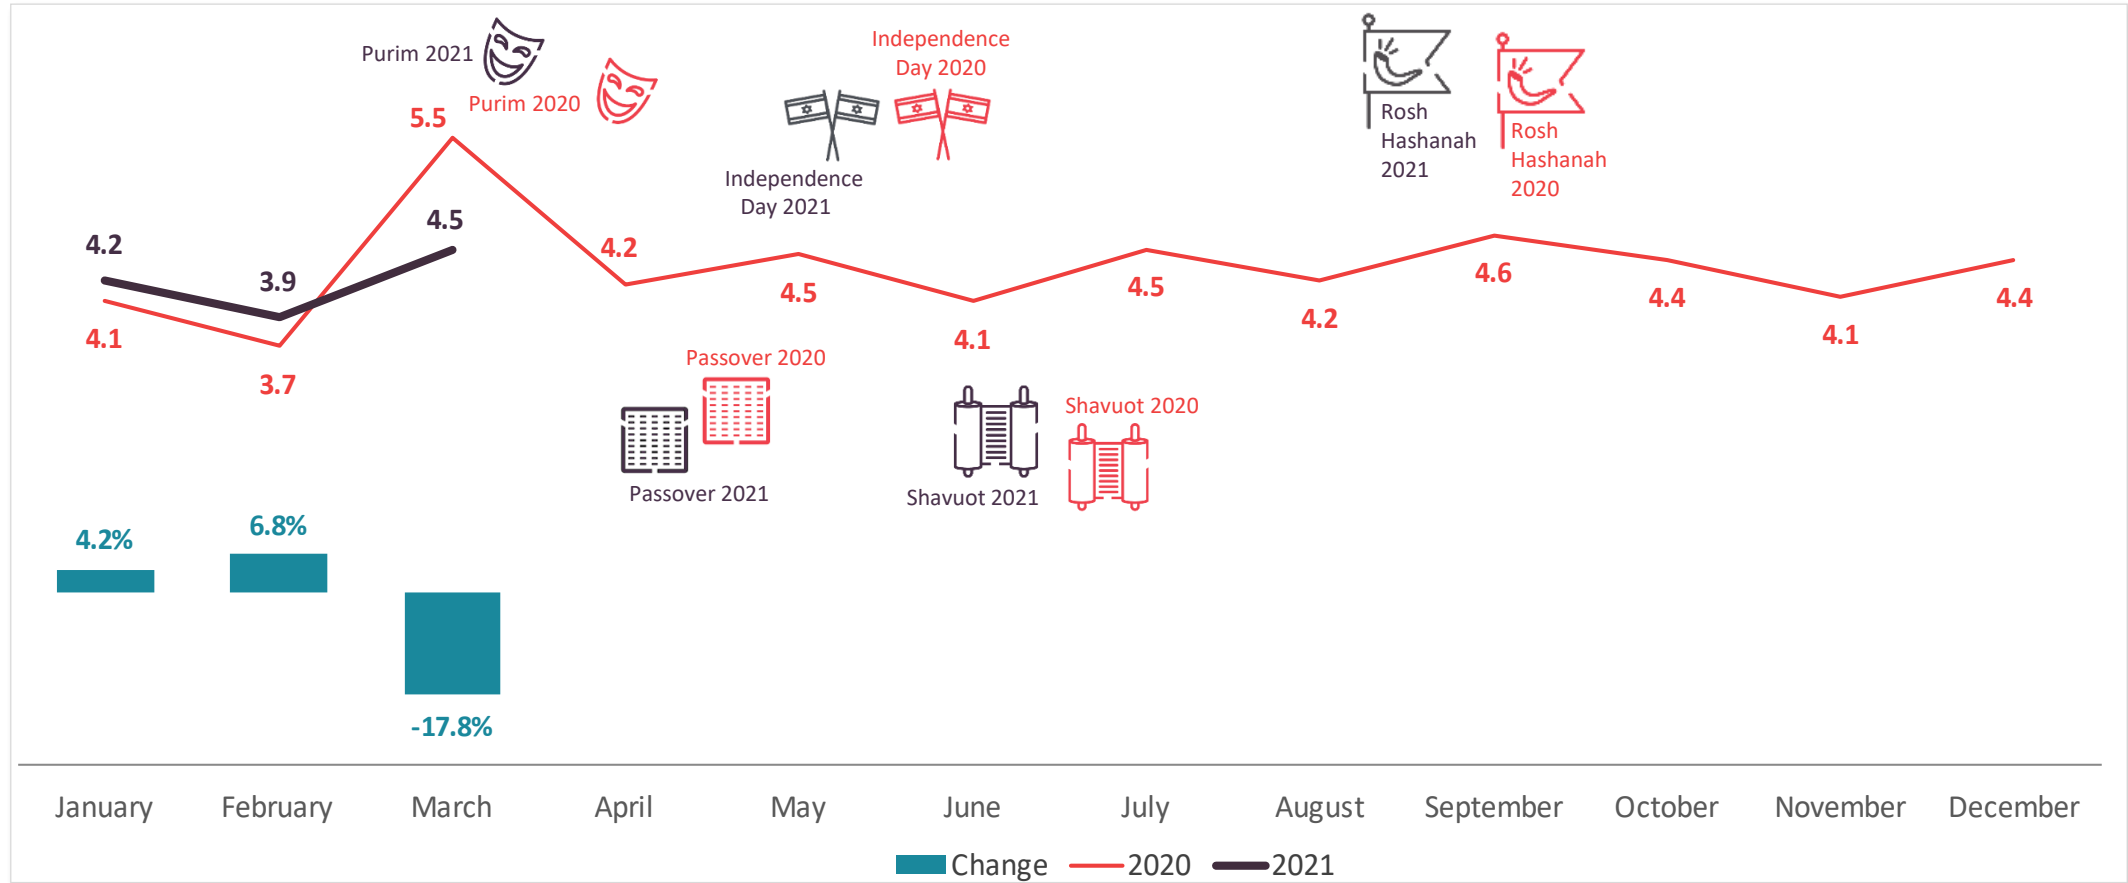 Purim 2021
Purim 2020
Independence
Day 2020
Independence
Day 2021
Rosh
Hashanah
2021
Rosh
Hashanah
2020
5.5
4.5
4.2
3.9
4.1
3.7
4.2
4.5
4.1
4.5
4.2
4.6
4.4
4.1
4.4
Passover 2020
Passover 2021
Shavuot 2020
Shavuot 2021
4.2%
6.8%
-17.8%
January February March April May June July August September October November December
Change 2020 2021